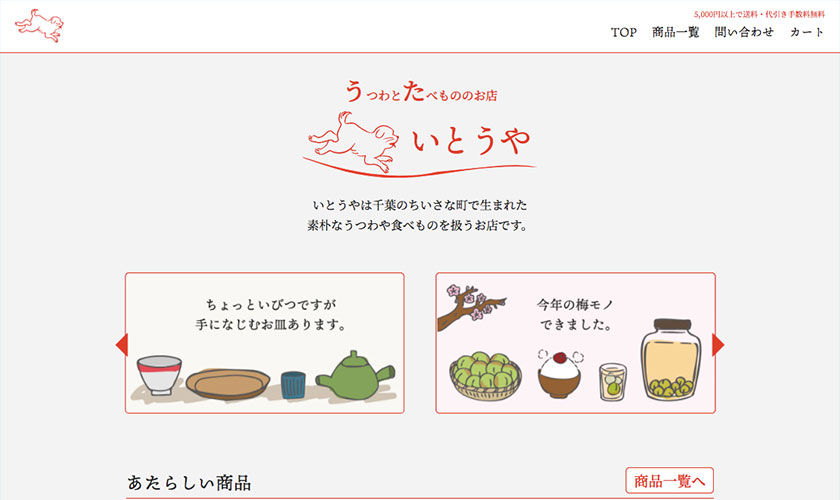 5,000円以上で送料・代引き手数料無料
TOP 商品一覧 問い合わせ カート
うつわとたべもののお店
いとうや
いとうやは千葉のちいさな町で生まれた
素朴なうつわや食べものを扱うお店です。
ちょっといびつですが
手になじむお皿あります。
今年の梅モノ
できました。
あたらしい商品
商品一覧へ